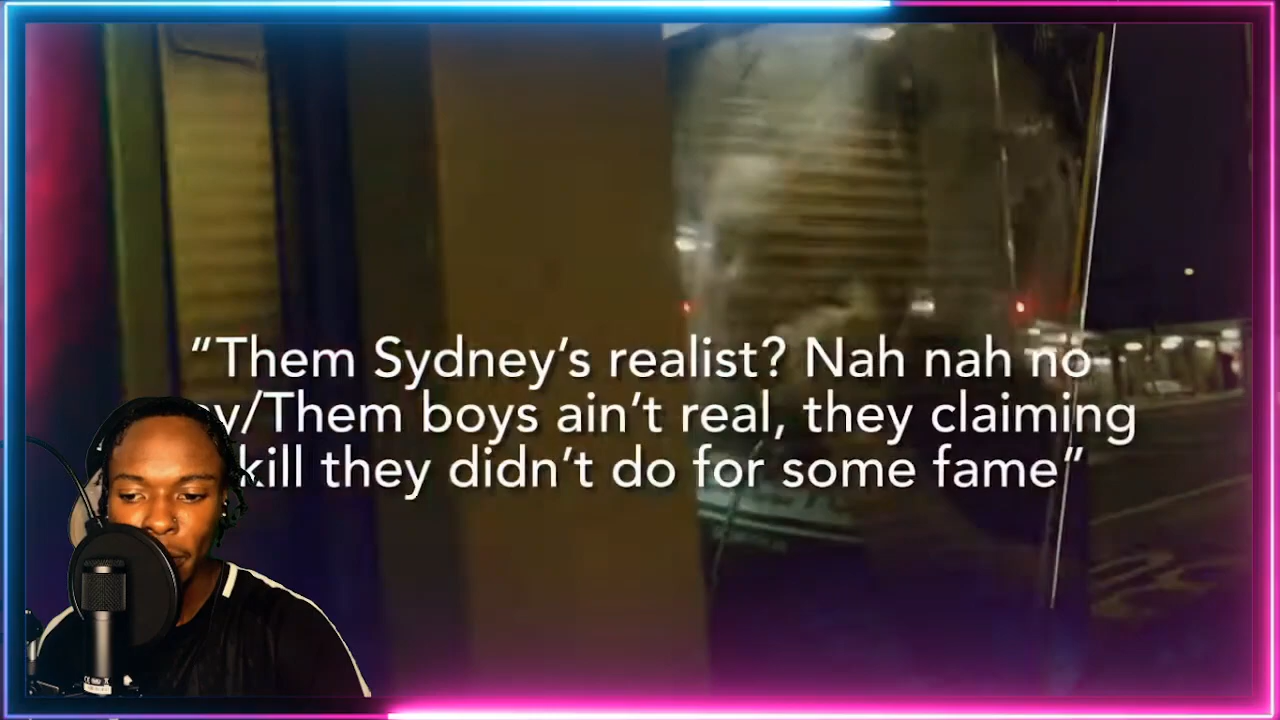 “Them Sydney’s realist? Nah nah no
/Them boys ain’t real, they claiming
kill they didn’t do for some fame”